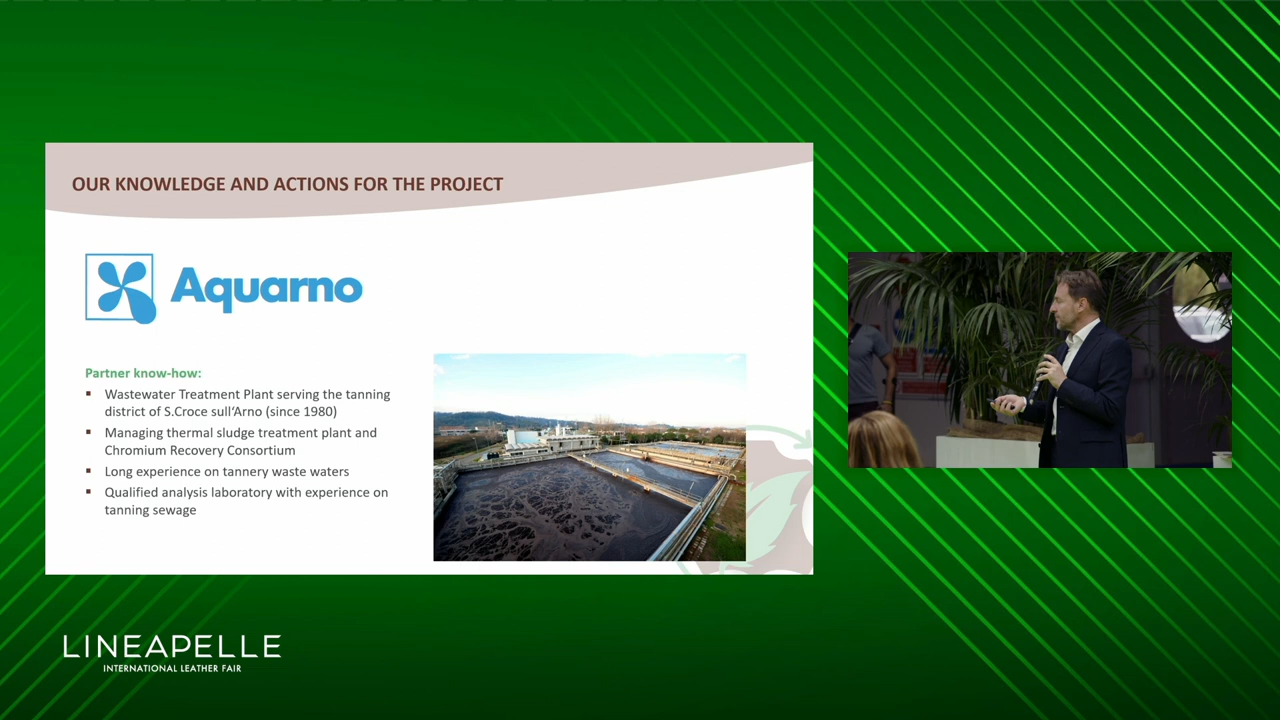 OUR KNOWLEDGE AND ACTIONS FOR THE PROJECT
Aquarno
Partner know-how:
▪ Wastewater Treatment Plant serving the tanning
district of S.Croce sull'Arno (since 1980)
▪ Managing thermal sludge treatment plant and
Chromium Recovery Consortium
▪ Long experience on tannery waste waters
▪ Qualified analysis laboratory with experience on
tanning sewage
LINEAPELLE
INTERNATIONAL LEATHER FAIR